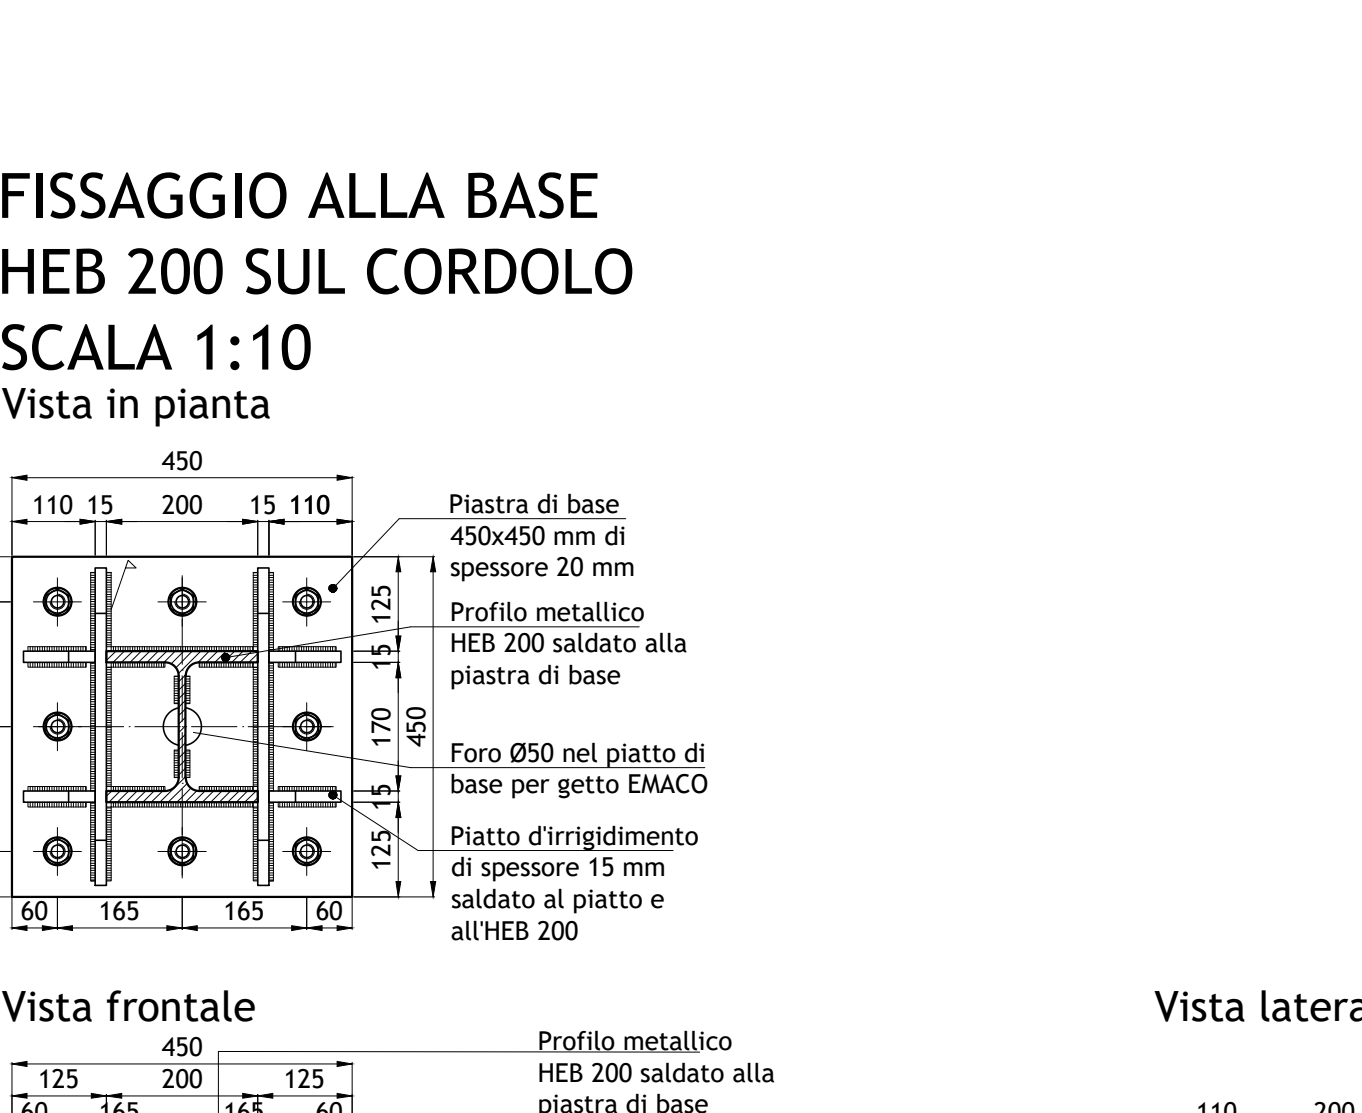 FISSAGGIO ALLA BASE
HEB 200 SUL CORDOLO
SCALA 1:10
Vista in pianta
450
110 15 200 15 110
Piastra di base
450x450 mm di
spessore 20 mm
Profilo metallico
HEB 200 saldato alla
piastra di base
Foro Ø50 nel piatto di
base per getto EMACO
Piatto d'irrigidimento
di spessore 15 mm
saldato al piatto e
all'HEB 200
125
15
170
15
125
450
60 165 165 60
Vista frontale
450
125 200 125
60 165 165 60
Profilo metallico
HEB 200 saldato alla
piastra di base
Vista latera
110 200